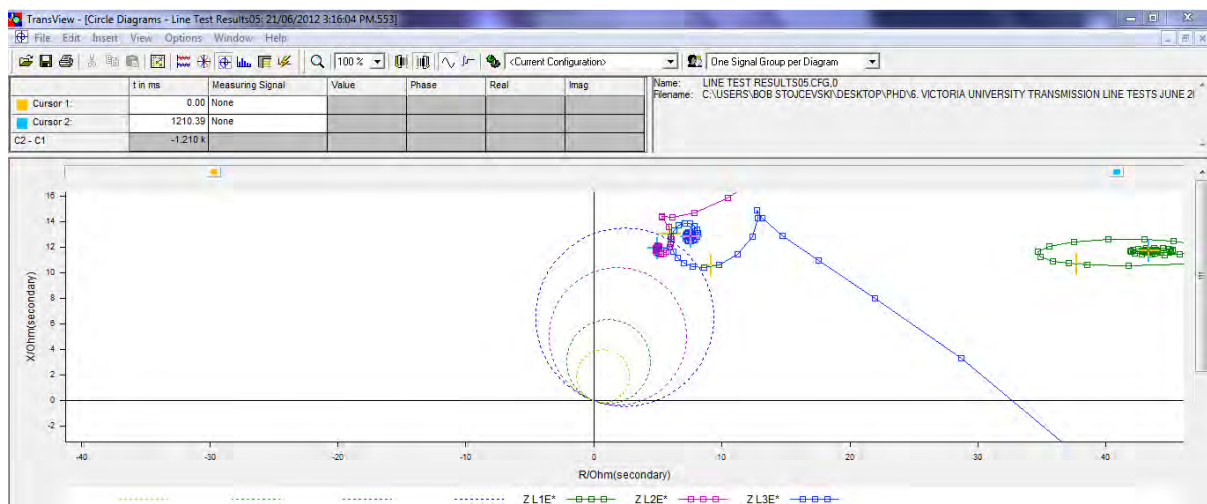 TransView - [Circle Diagrams - Line Test Results05: 21/06/2012 3:16:04 PM.553]
File Edit Insert View Options Window Help
100 % <Current Configuration> One Signal Group per Diagram
t in ms Measuring Signal Value Phase Real Imag
Cursor 1: 0.00 None
Cursor 2: 1210.39 None
C2 - C1 -1.210 k
Name: LINE TEST RESULTS05.CFG,0
Filename: C:\USERS\BOB STOJCEVSKI\DESKTOP\PHD\6. VICTORIA UNIVERSITY TRANSMISSION LINE TESTS JUNE 2
X/Ohm(secondary)
16
14
12
10
8
6
4
2
0
-2
-40 -30 -20 -10 0 10 20 30 40
R/Ohm(secondary)
Z L1E* Z L2E* Z L3E*